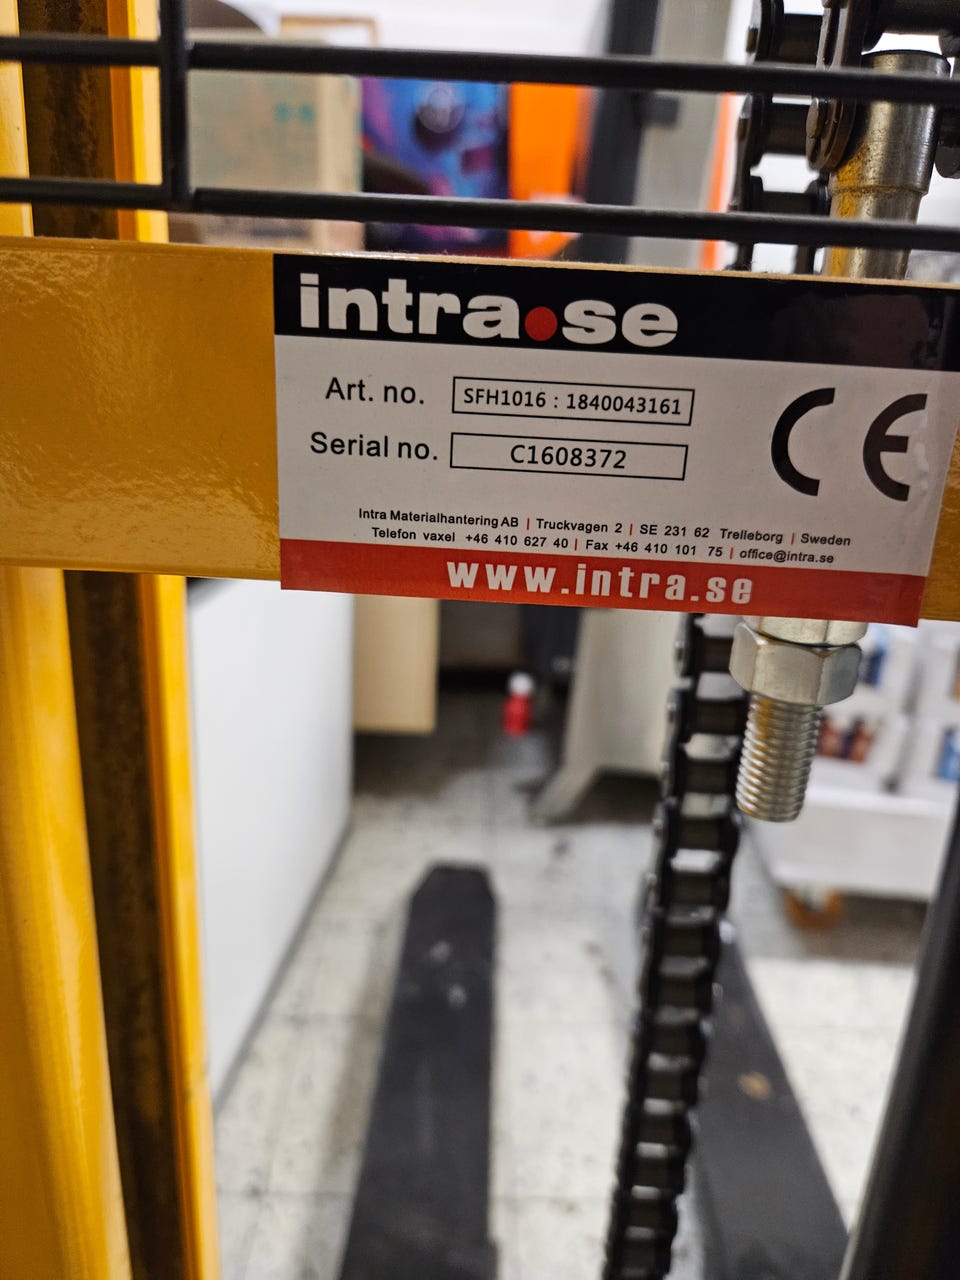 intra.se
Art. no. SFH1016 : 1840043161
Serial no. C1608372
CE
Intra Materialhantering AB | Truckvagen 2 | SE 231 62 Trelleborg | Sweden
Telefon vaxel +46 410 627 40 | Fax +46 410 101 75 | office@intra.se
www.intra.se